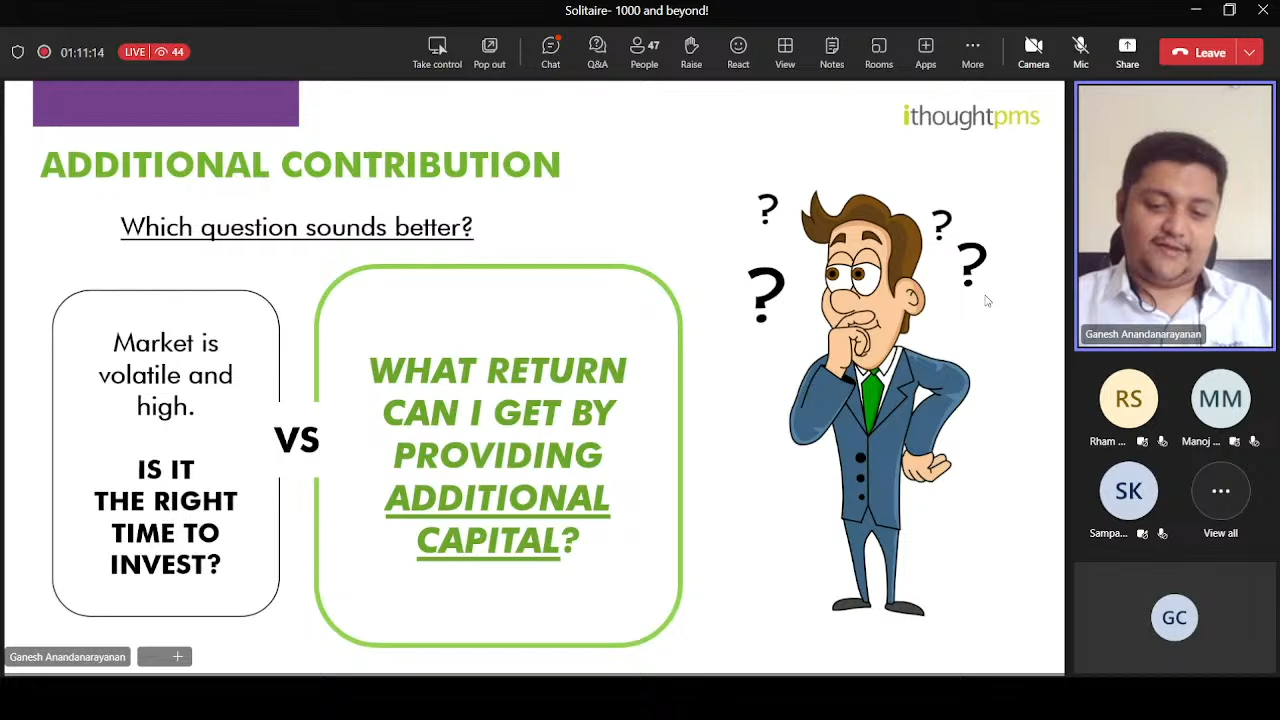 Solitaire- 1000 and beyond!
01:11:14
LIVE 44
Take control
Pop out
Chat
Q&A
47
People
Raise
React
View
Notes
Rooms
Apps
More
Camera
Mic
Share
Leave
ithoughtpms
ADDITIONAL CONTRIBUTION
Which question sounds better?
? ? ? ?
Market is
volatile and
high.
IS IT
THE RIGHT
TIME TO
INVEST?
VS
WHAT RETURN
CAN I GET BY
PROVIDING
ADDITIONAL
CAPITAL?
Ganesh Anandanarayanan
Ganesh Anandanarayanan
RS
Rham ...
MM
Manoj ...
SK
Sampa...
View all
GC